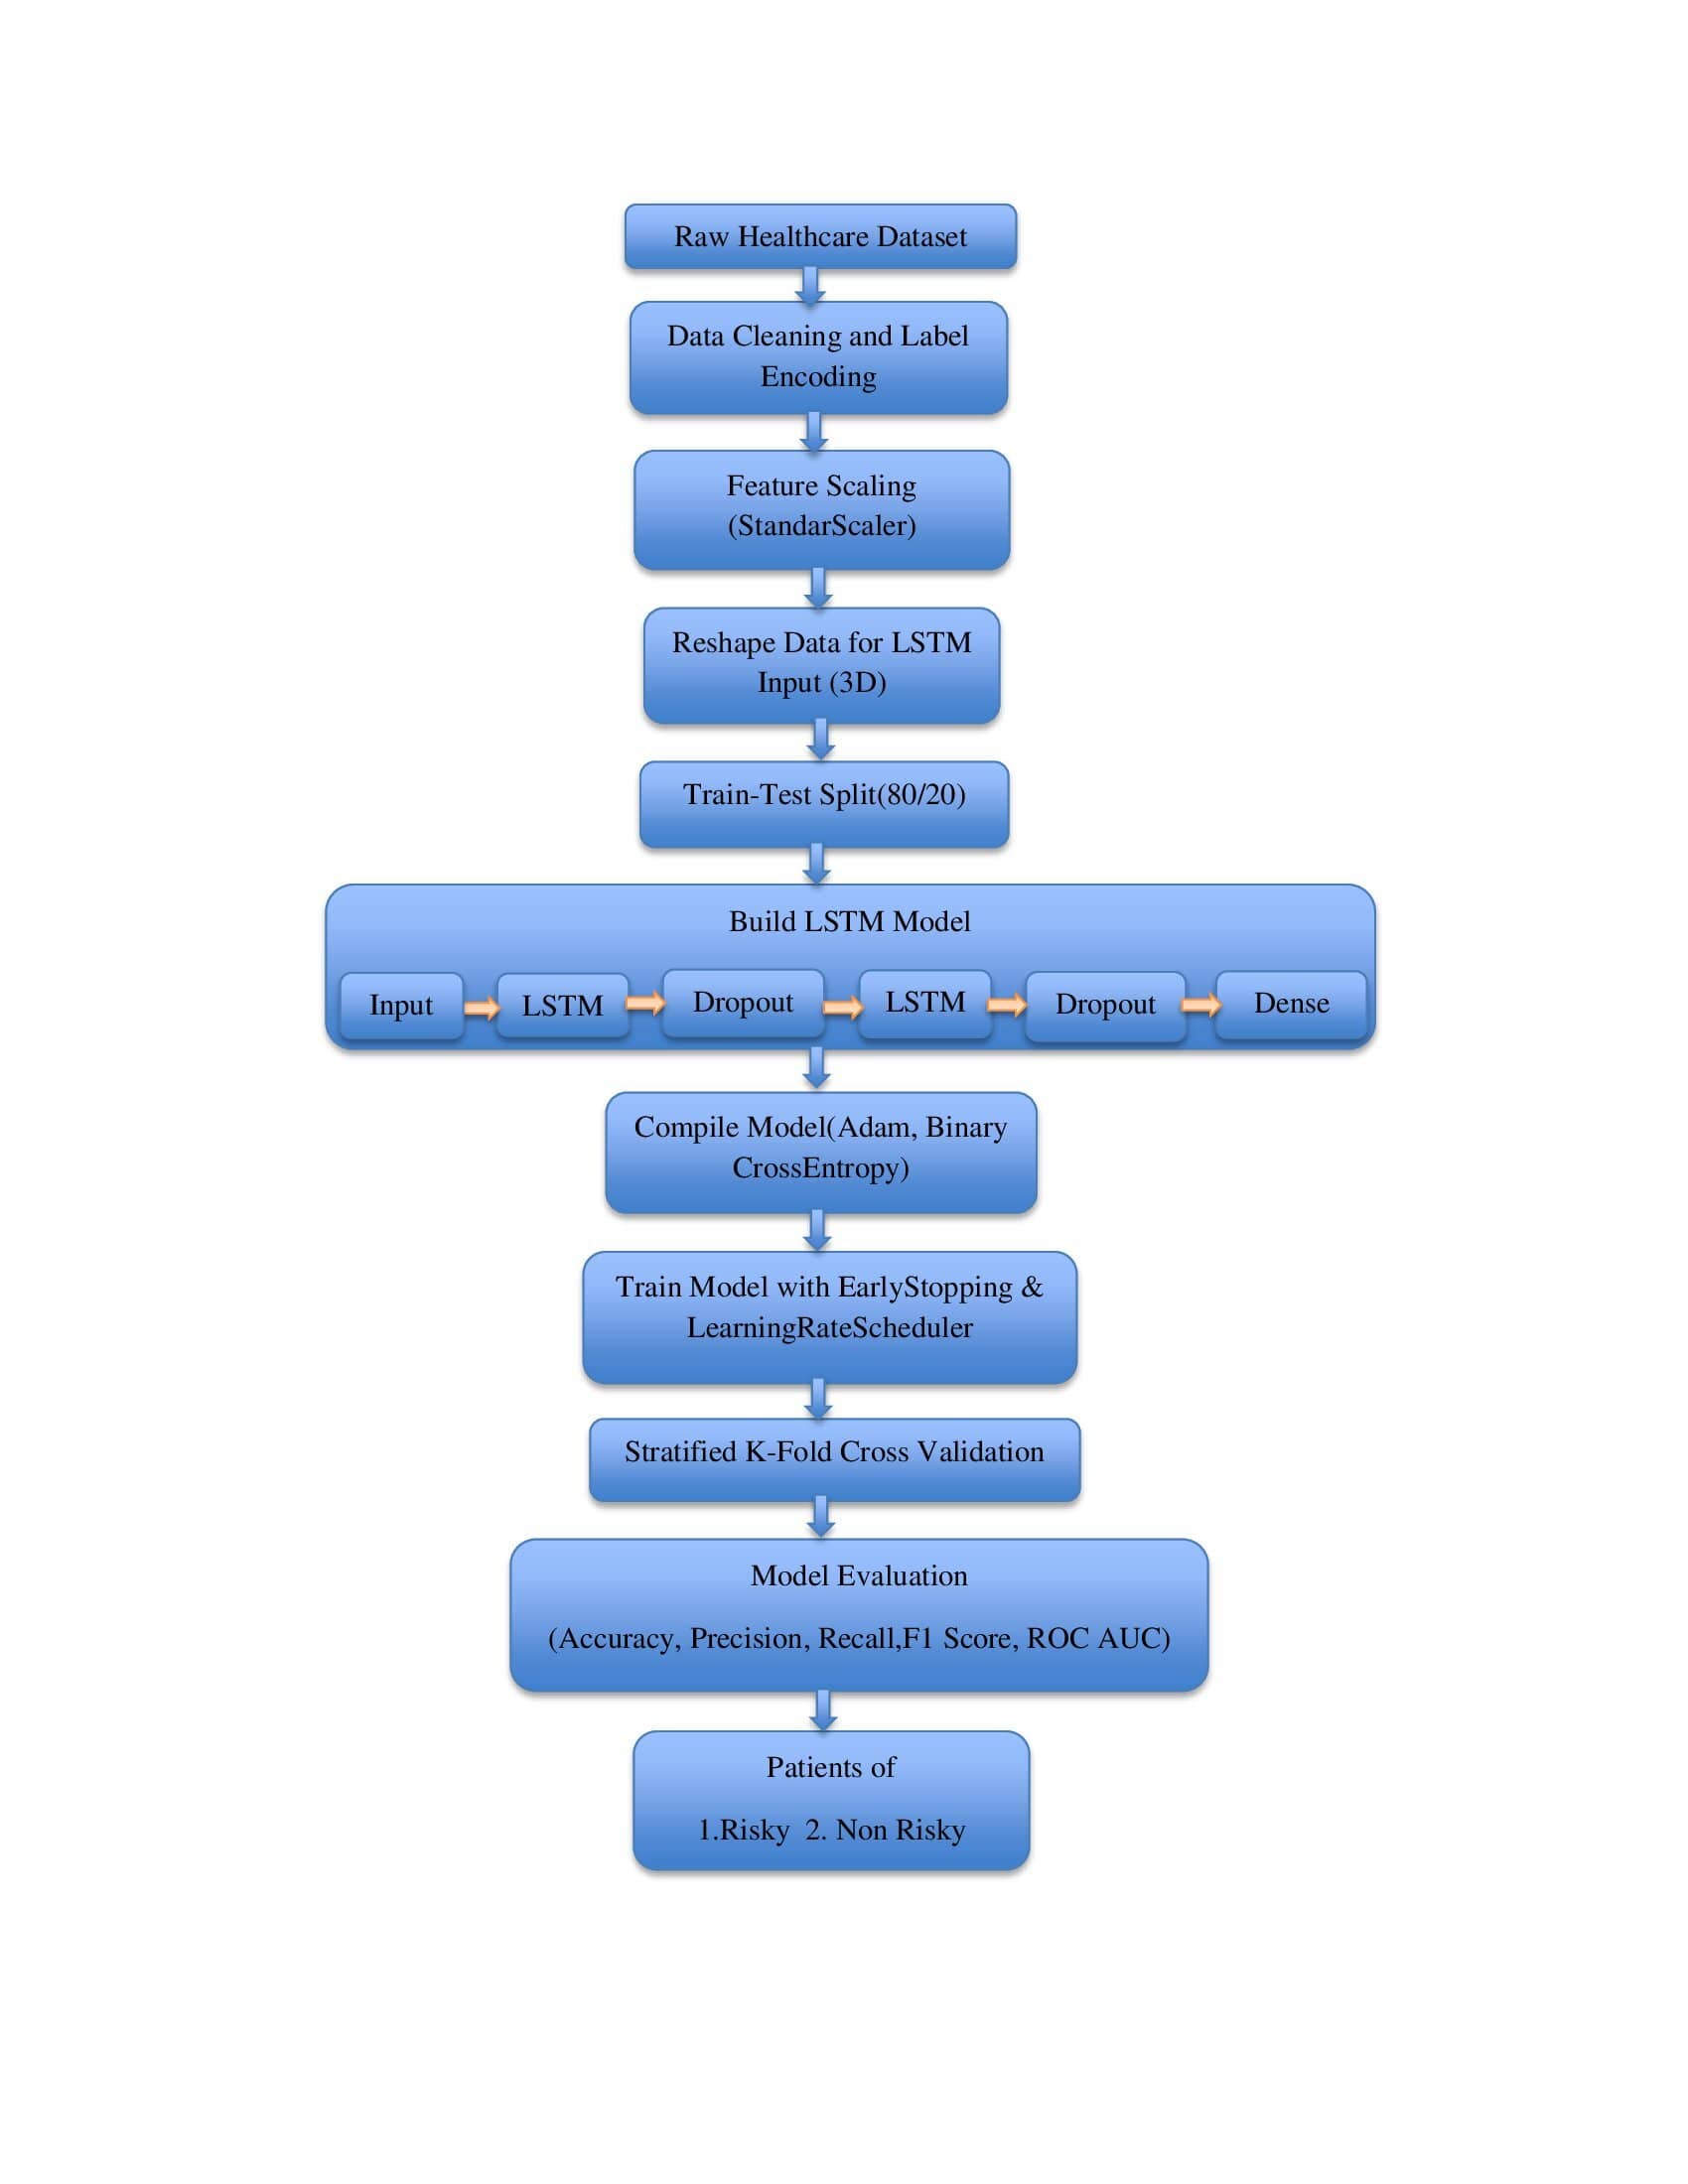 Raw Healthcare Dataset
Data Cleaning and Label
Encoding
Feature Scaling
(StandarScaler)
Reshape Data for LSTM
Input (3D)
Train-Test Split(80/20)
Build LSTM Model
Input
LSTM
Dropout
LSTM
Dropout
Dense
Compile Model(Adam, Binary
CrossEntropy)
Train Model with EarlyStopping &
LearningRateScheduler
Stratified K-Fold Cross Validation
Model Evaluation
(Accuracy, Precision, Recall,F1 Score, ROC AUC)
Patients of
1.Risky  2. Non Risky